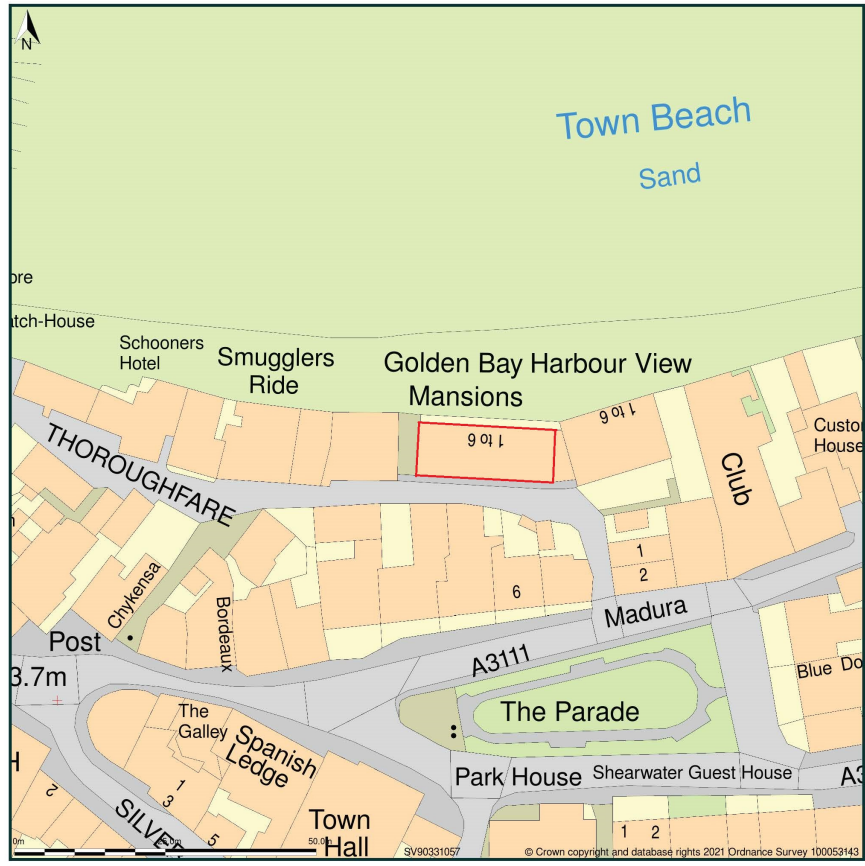 N
Town Beach
Sand
ore
atch-House
Schooners
Hotel
Smugglers
Ride
Golden Bay Harbour View
Mansions
1 to 6
1 to 6
Custom
House
Club
THOROUGHFARE
1
2
6
Chykensa
Bordeaux
Madura
Post
A3111
3.7m
Blue Do
The
Galley
Spanish
Ledge
The Parade
H
2
1
3
5
SILVER
Park House
Shearwater Guest House
A3
Town
Hall
1 2
0m
50.0m
SV90331057
© Crown copyright and database rights 2021 Ordnance Survey 100053143